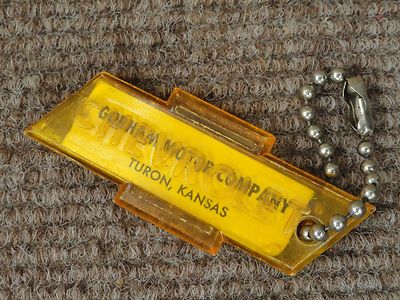 MOTOR COMPANY
CHEVROLET
TURON, KANSAS